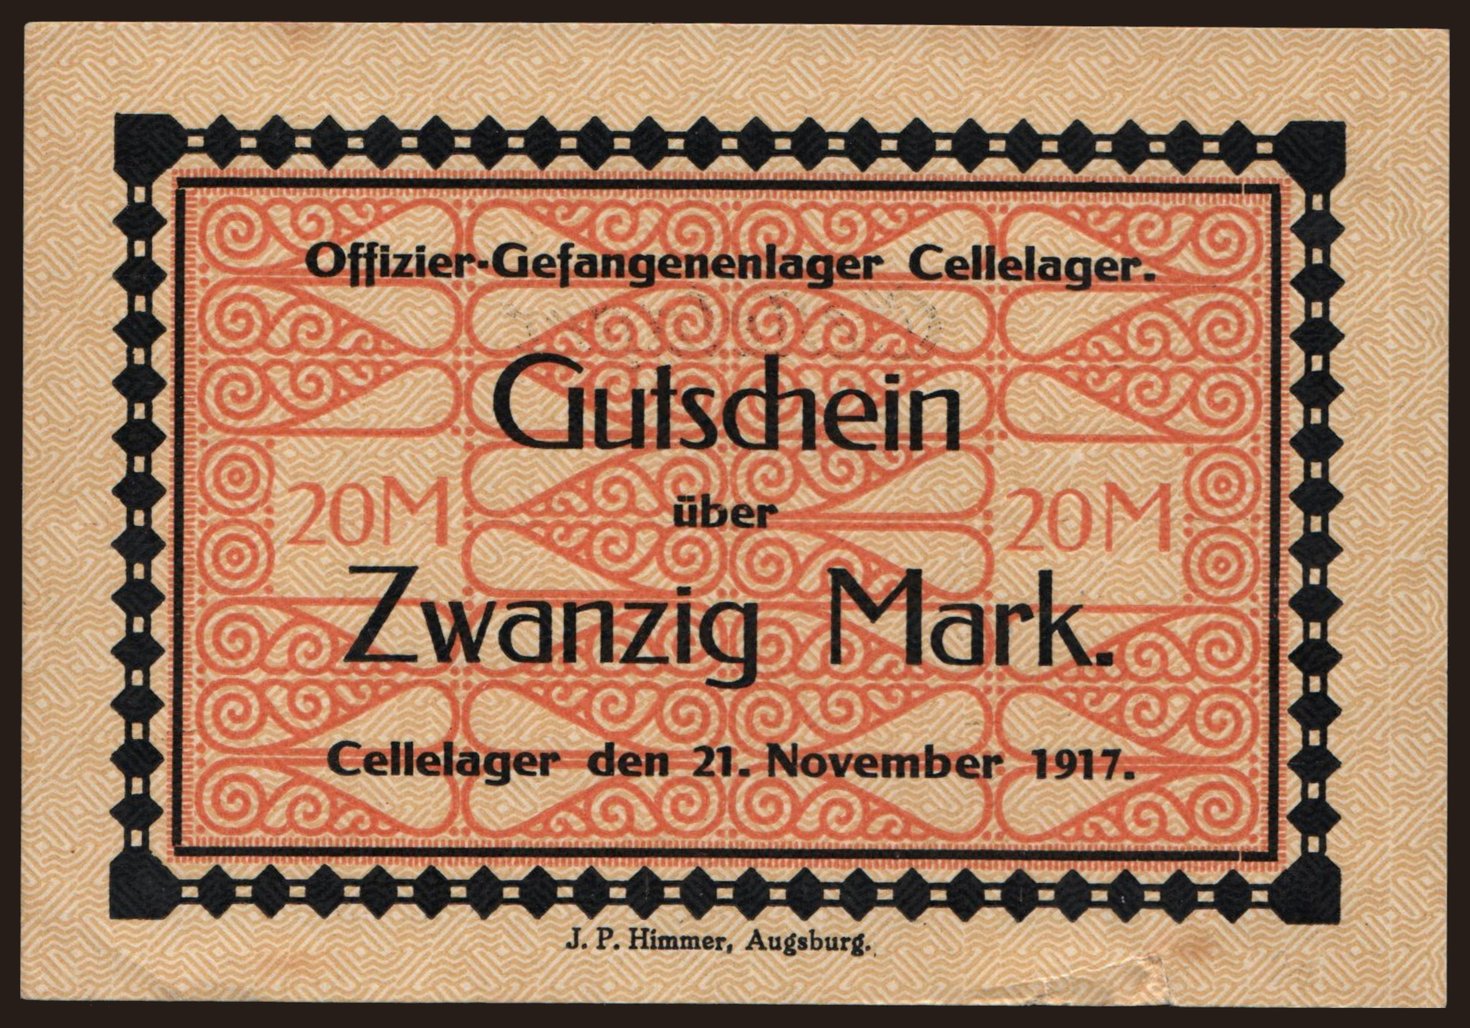 Offizier-Gefangenenlager Cellelager.
Gutschein
über
20M 20M
Zwanzig Mark.
Cellelager den 21. November 1917.
J. P. Himmer, Augsburg.